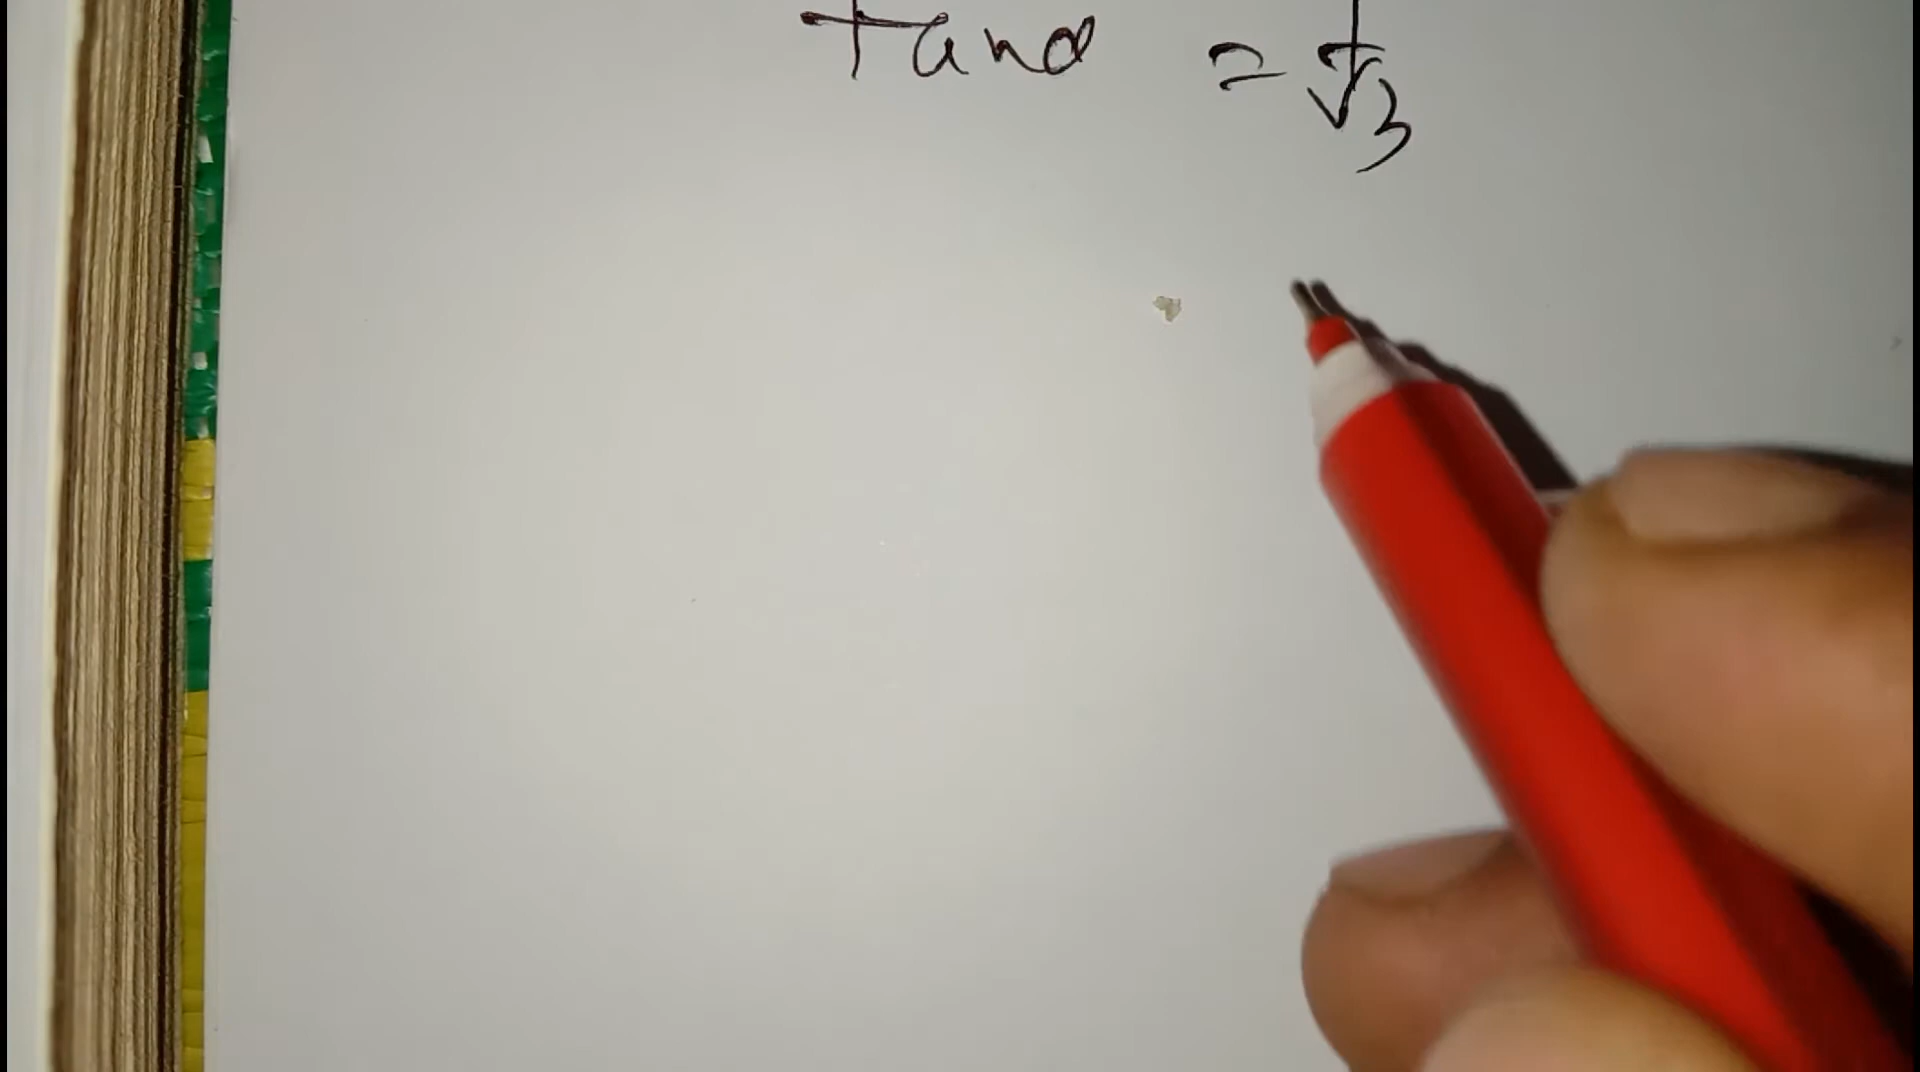 tanα = 1/√3